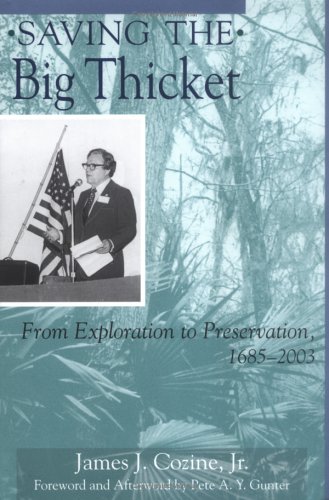 •SAVING THE•
Big Thicket
From Exploration to Preservation,
1685–2003
James J. Cozine, Jr.
Foreword and Afterword by Pete A. Y. Gunter